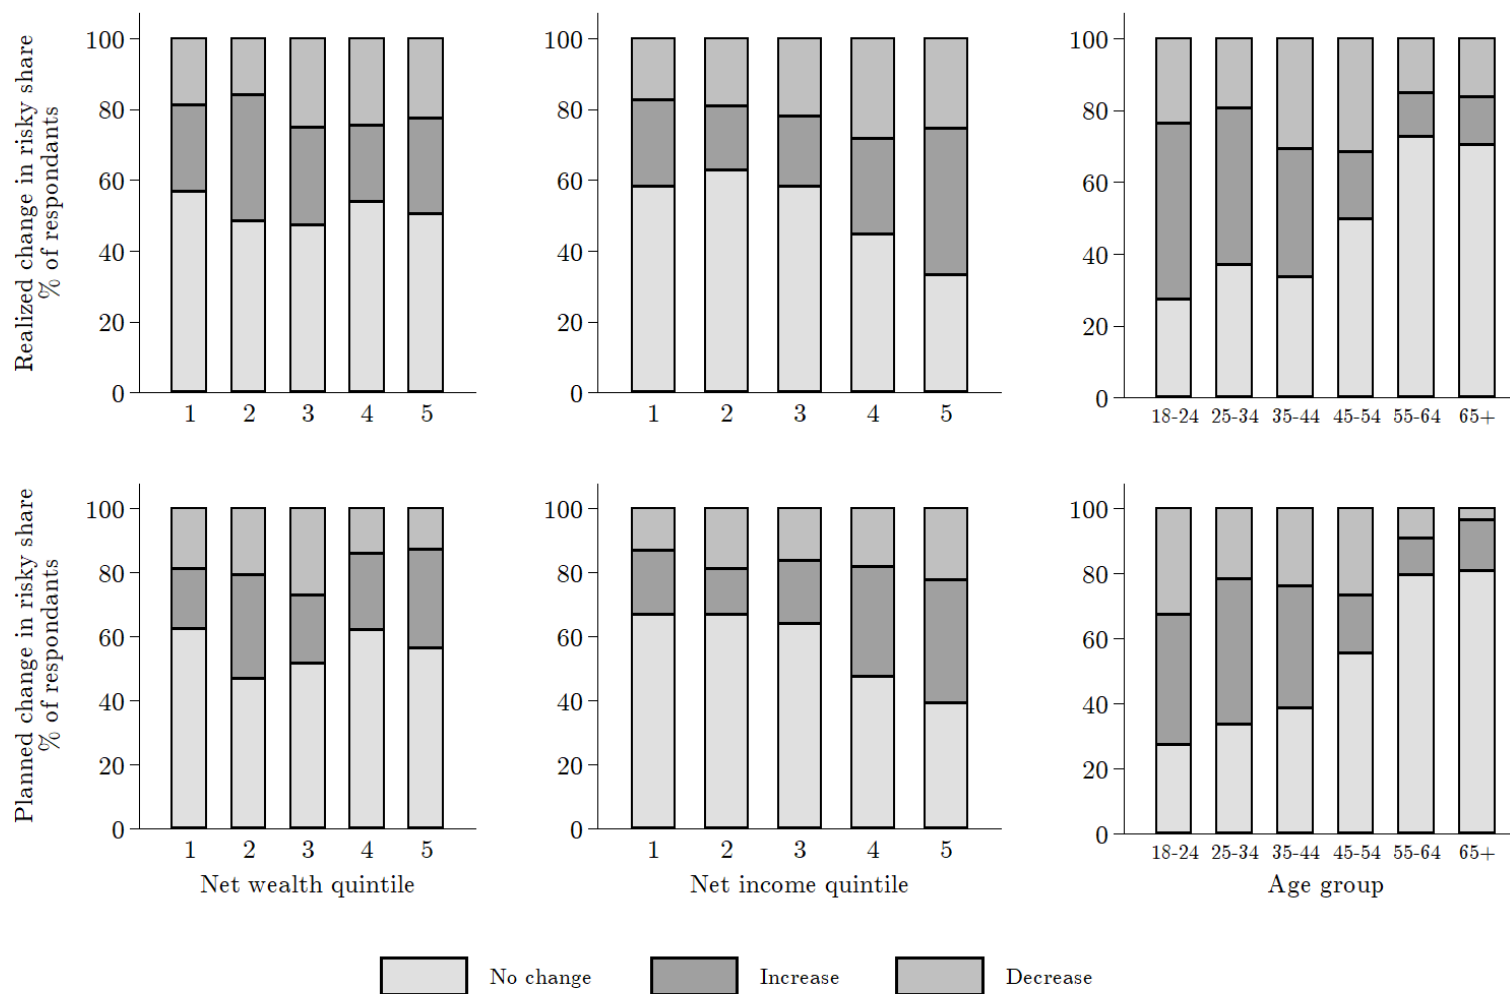 Realized change in risky share
% of respondants
100
80
60
40
20
0
1 2 3 4 5
100
80
60
40
20
0
1 2 3 4 5
100
80
60
40
20
0
18-24 25-34 35-44 45-54 55-64 65+
Planned change in risky share
% of respondants
100
80
60
40
20
0
1 2 3 4 5
Net wealth quintile
100
80
60
40
20
0
1 2 3 4 5
Net income quintile
100
80
60
40
20
0
18-24 25-34 35-44 45-54 55-64 65+
Age group
No change Increase Decrease